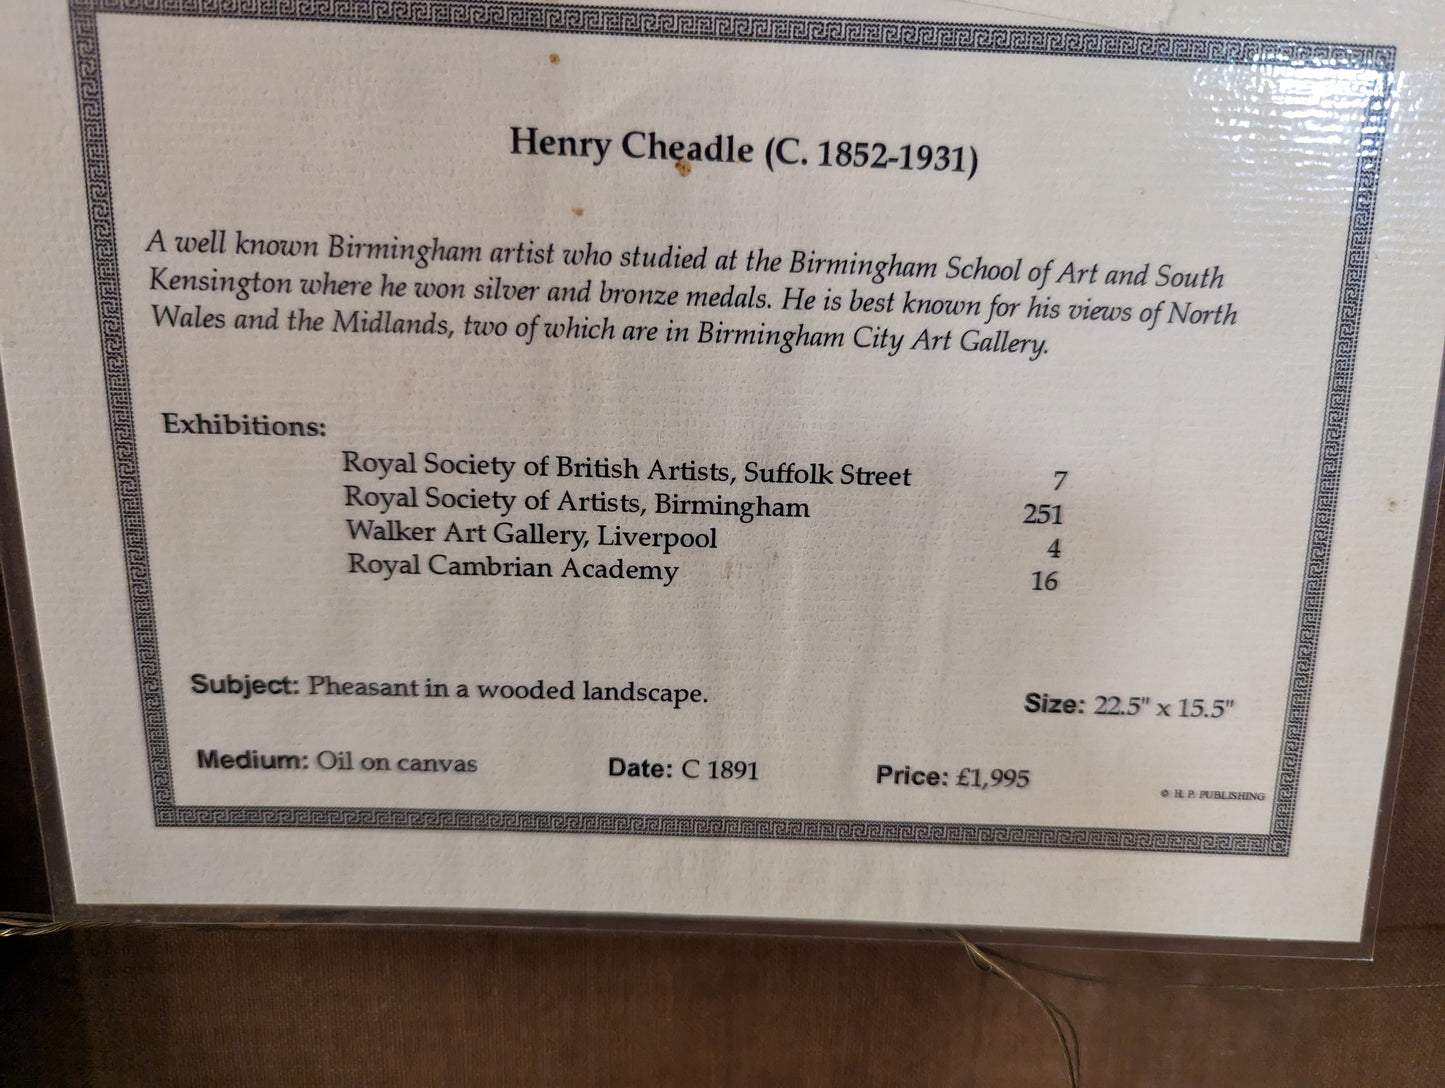 Henry Cheadle (C. 1852-1931)
A well known Birmingham artist who studied at the Birmingham School of Art and South
Kensington where he won silver and bronze medals. He is best known for his views of North
Wales and the Midlands, two of which are in Birmingham City Art Gallery.
Exhibitions:
Royal Society of British Artists, Suffolk Street 7
Royal Society of Artists, Birmingham 251
Walker Art Gallery, Liverpool 4
Royal Cambrian Academy 16
Subject: Pheasant in a wooded landscape. Size: 22.5" x 15.5"
Medium: Oil on canvas Date: C 1891 Price: £1,995
© H. P. PUBLISHING